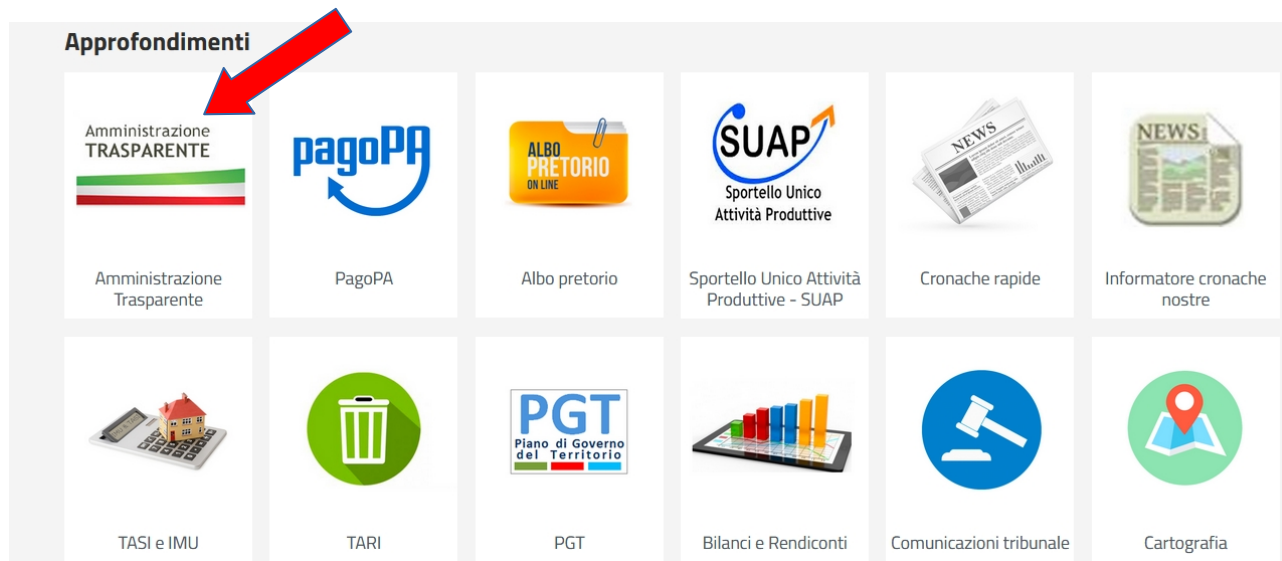 Approfondimenti
Amministrazione
TRASPARENTE
pagoPA
ALBO
PRETORIO
ON LINE
SUAP
Sportello Unico
Attività Produttive
NEWS
NEWS
Amministrazione
Trasparente
PagoPA
Albo pretorio
Sportello Unico Attività
Produttive - SUAP
Cronache rapide
Informatore cronache
nostre
PGT
Piano di Governo
del Territorio
TASI e IMU
TARI
PGT
Bilanci e Rendiconti
Comunicazioni tribunale
Cartografia